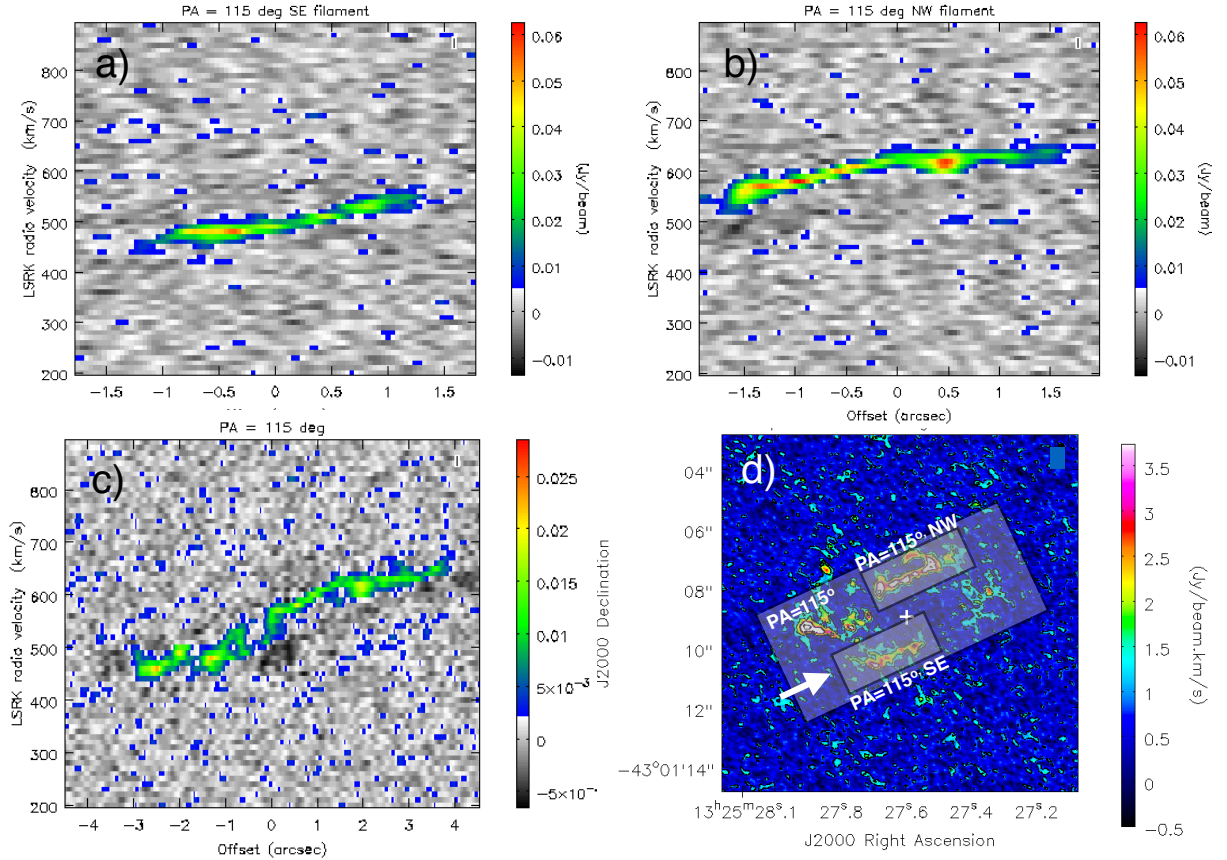 PA = 115 deg SE filament
a)
LSRK radio velocity (km/s)
800
700
600
500
400
300
200
−1.5 −1 −0.5 0 0.5 1 1.5
0.06
0.05
0.04
0.03
0.02
0.01
0
−0.01
(Jy/beam)
PA = 115 deg NW filament
b)
LSRK radio velocity (km/s)
800
700
600
500
400
300
200
−1.5 −1 −0.5 0 0.5 1 1.5
Offset (arcsec)
0.06
0.05
0.04
0.03
0.02
0.01
0
−0.01
(Jy/beam)
PA = 115 deg
c)
LSRK radio velocity (km/s)
800
700
600
500
400
300
200
−4 −3 −2 −1 0 1 2 3 4
Offset (arcsec)
0.025
0.02
0.015
0.01
5×10⁻³
0
−5×10⁻
d)
J2000 Declination
04"
06"
08"
10"
12"
−43°01'14"
PA=115º NW
PA=115º
PA=115º SE
13ʰ25ᵐ28ˢ.1 27ˢ.8 27ˢ.6 27ˢ.4 27ˢ.2
J2000 Right Ascension
3.5
3
2.5
2
1.5
1
0.5
0
−0.5
(Jy/beam.km/s)